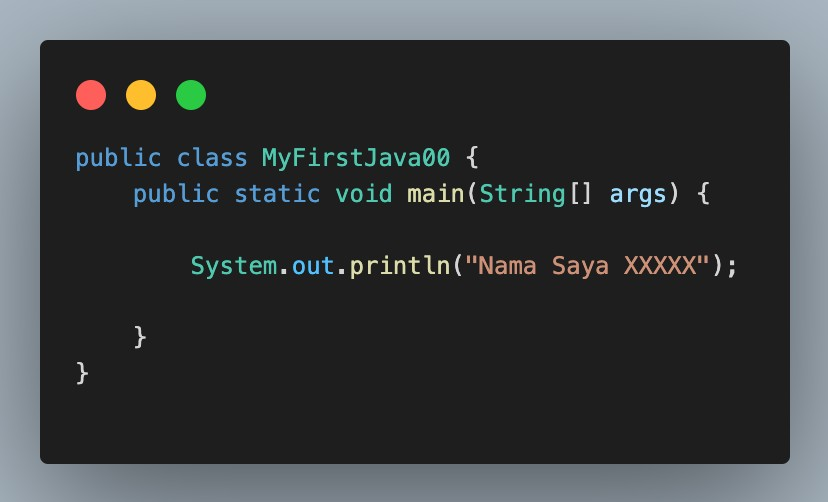 public class MyFirstJava00 {
    public static void main(String[] args) {
        System.out.println("Nama Saya XXXXX");
    }
}